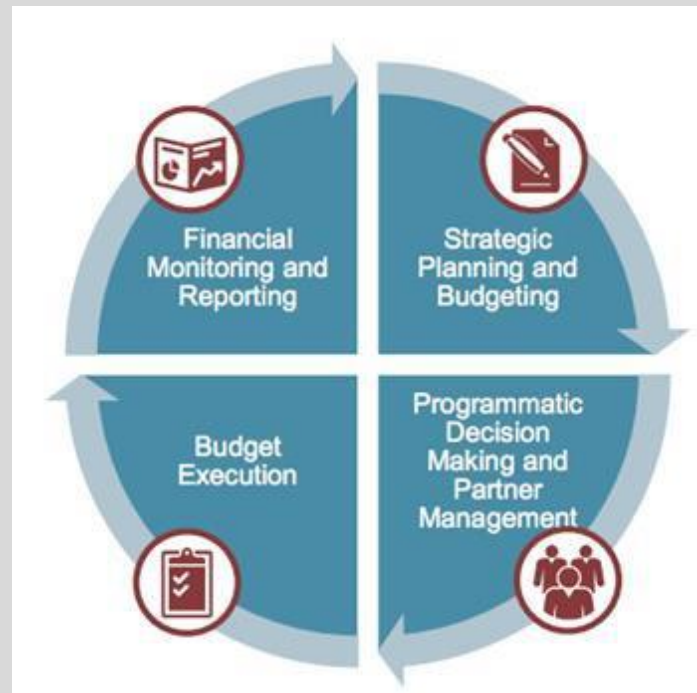 Financial
Monitoring and
Reporting
Strategic
Planning and
Budgeting
Budget
Execution
Programmatic
Decision
Making and
Partner
Management